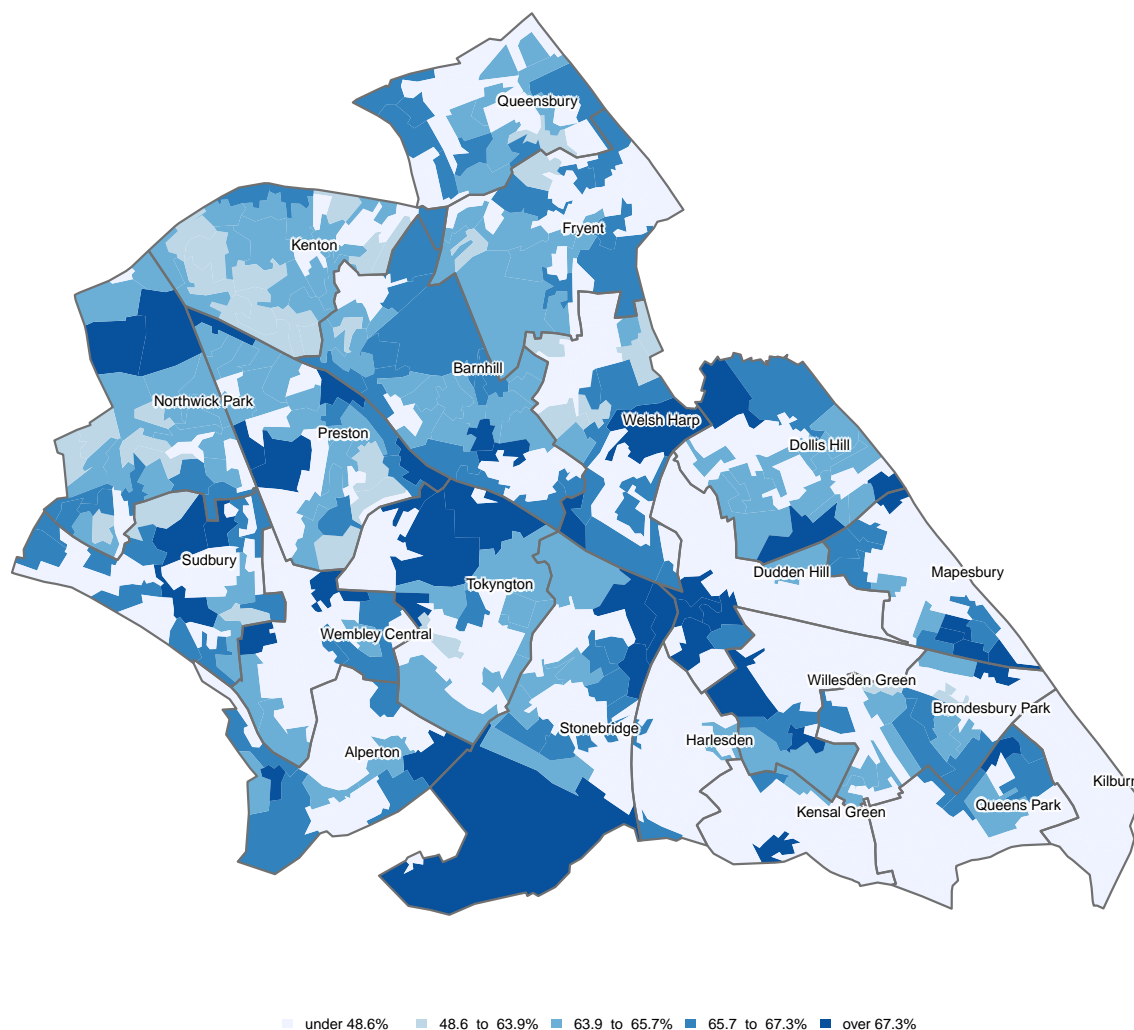 Queensbury
Fryent
Kenton
Barnhill
Northwick Park
Welsh Harp
Preston
Dollis Hill
Sudbury
Dudden Hill
Mapesbury
Tokyngton
Wembley Central
Willesden Green
Brondesbury Park
Stonebridge
Harlesden
Alperton
Kilburn
Queens Park
Kensal Green
under 48.6% 48.6 to 63.9% 63.9 to 65.7% 65.7 to 67.3% over 67.3%